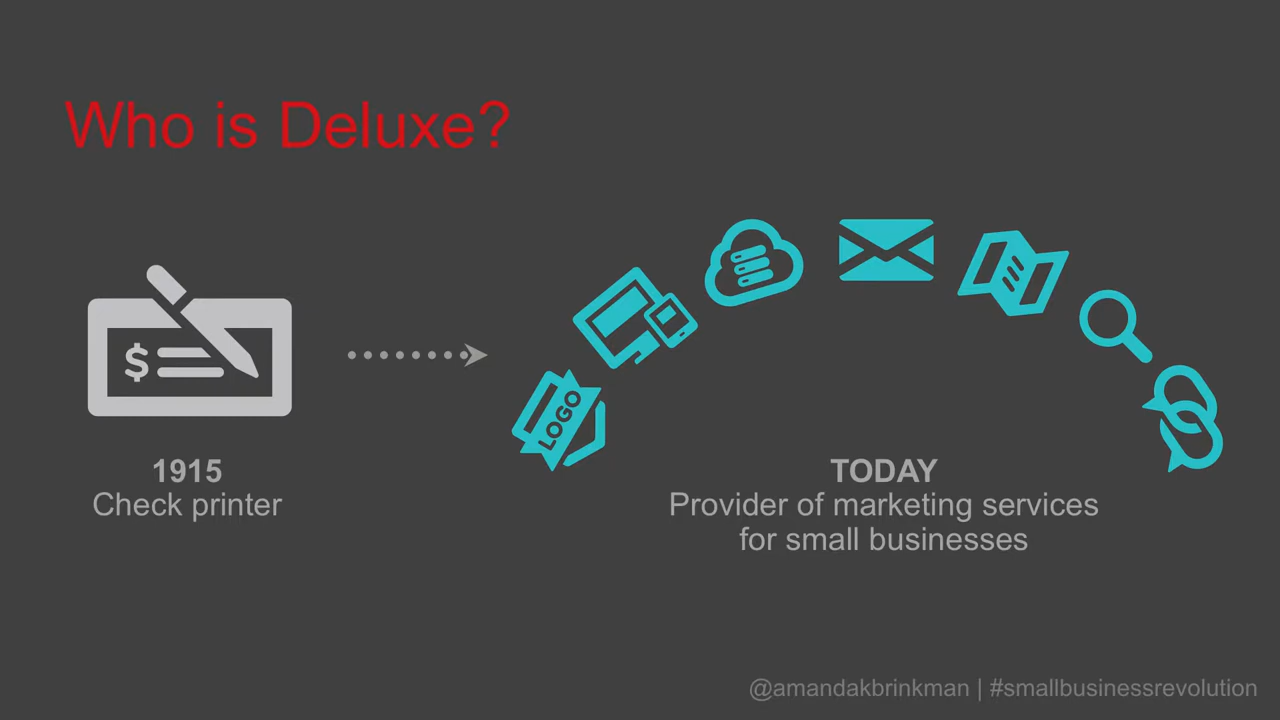 Who is Deluxe?
$
LOGO
1915
Check printer
TODAY
Provider of marketing services
for small businesses
@amandakbrinkman | #smallbusinessrevolution